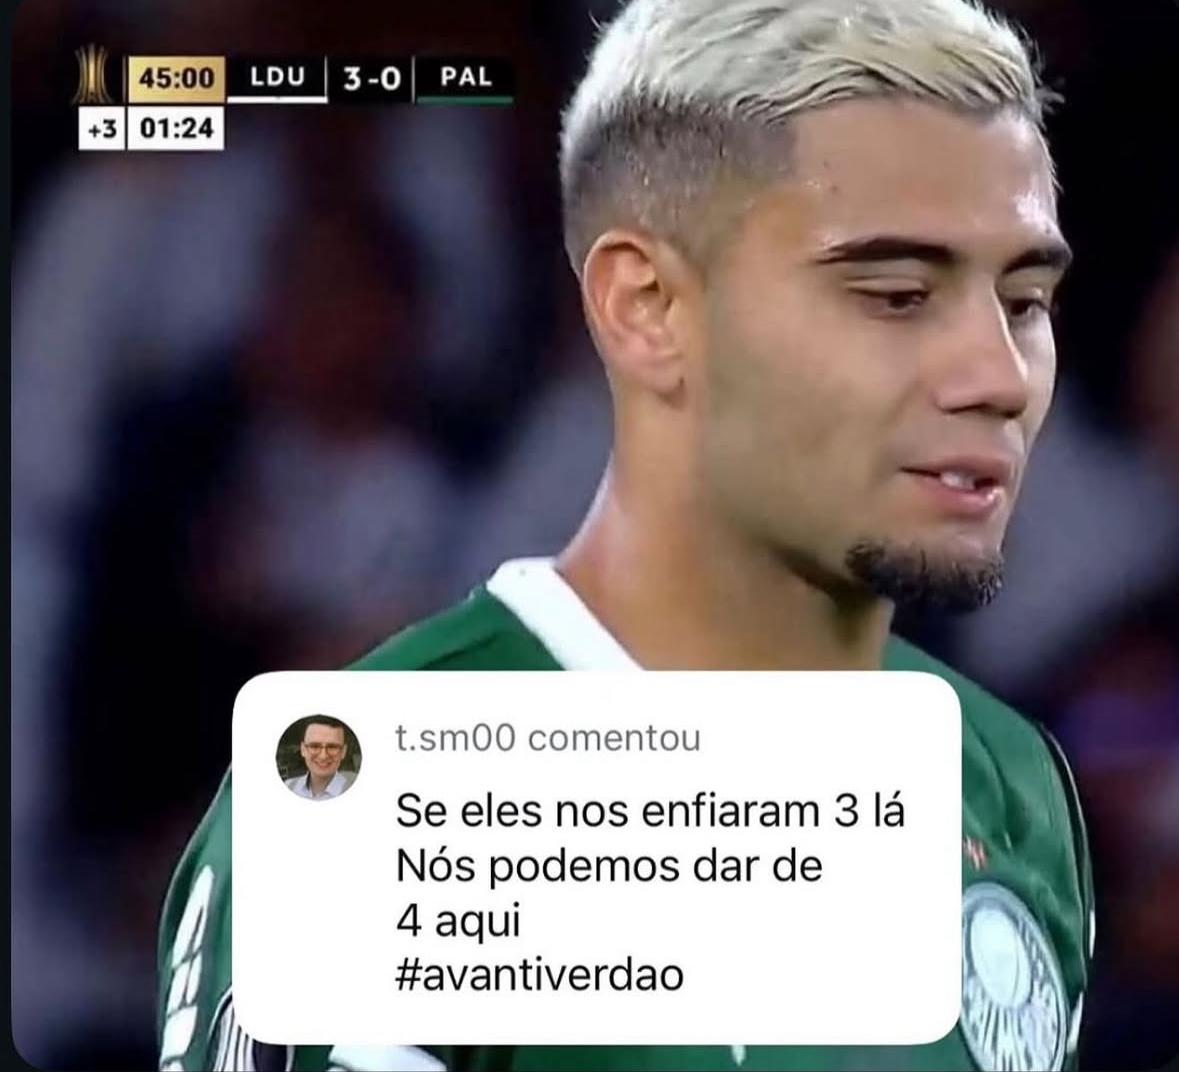 45:00 LDU 3-0 PAL
+3 01:24
t.sm00 comentou
Se eles nos enfiaram 3 lá
Nós podemos dar de
4 aqui
#avantiverdao